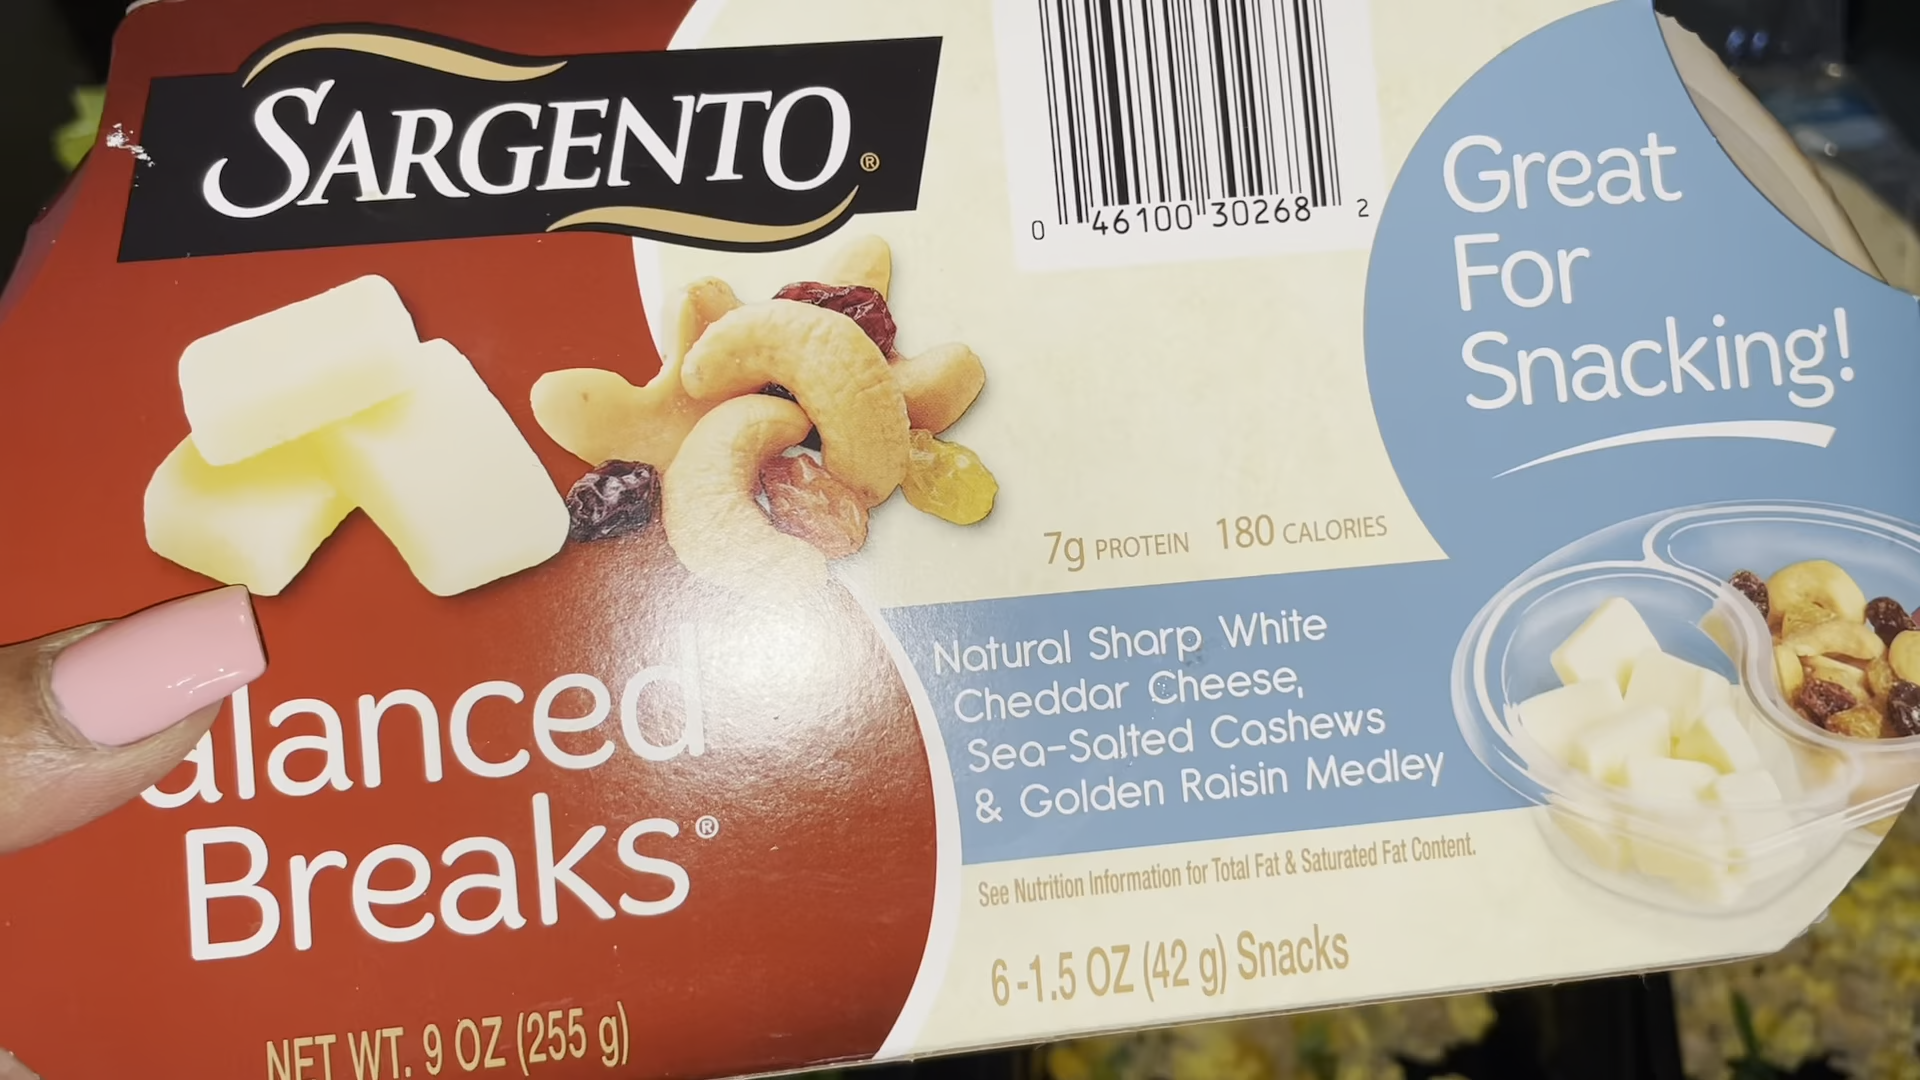 SARGENTO®
0 46100 30268 2
Great
For
Snacking!
7g PROTEIN 180 CALORIES
alanced
Breaks®
Natural Sharp White
Cheddar Cheese,
Sea-Salted Cashews
& Golden Raisin Medley
See Nutrition Information for Total Fat & Saturated Fat Content.
6-1.5 OZ (42 g) Snacks
NET WT. 9 OZ (255 g)